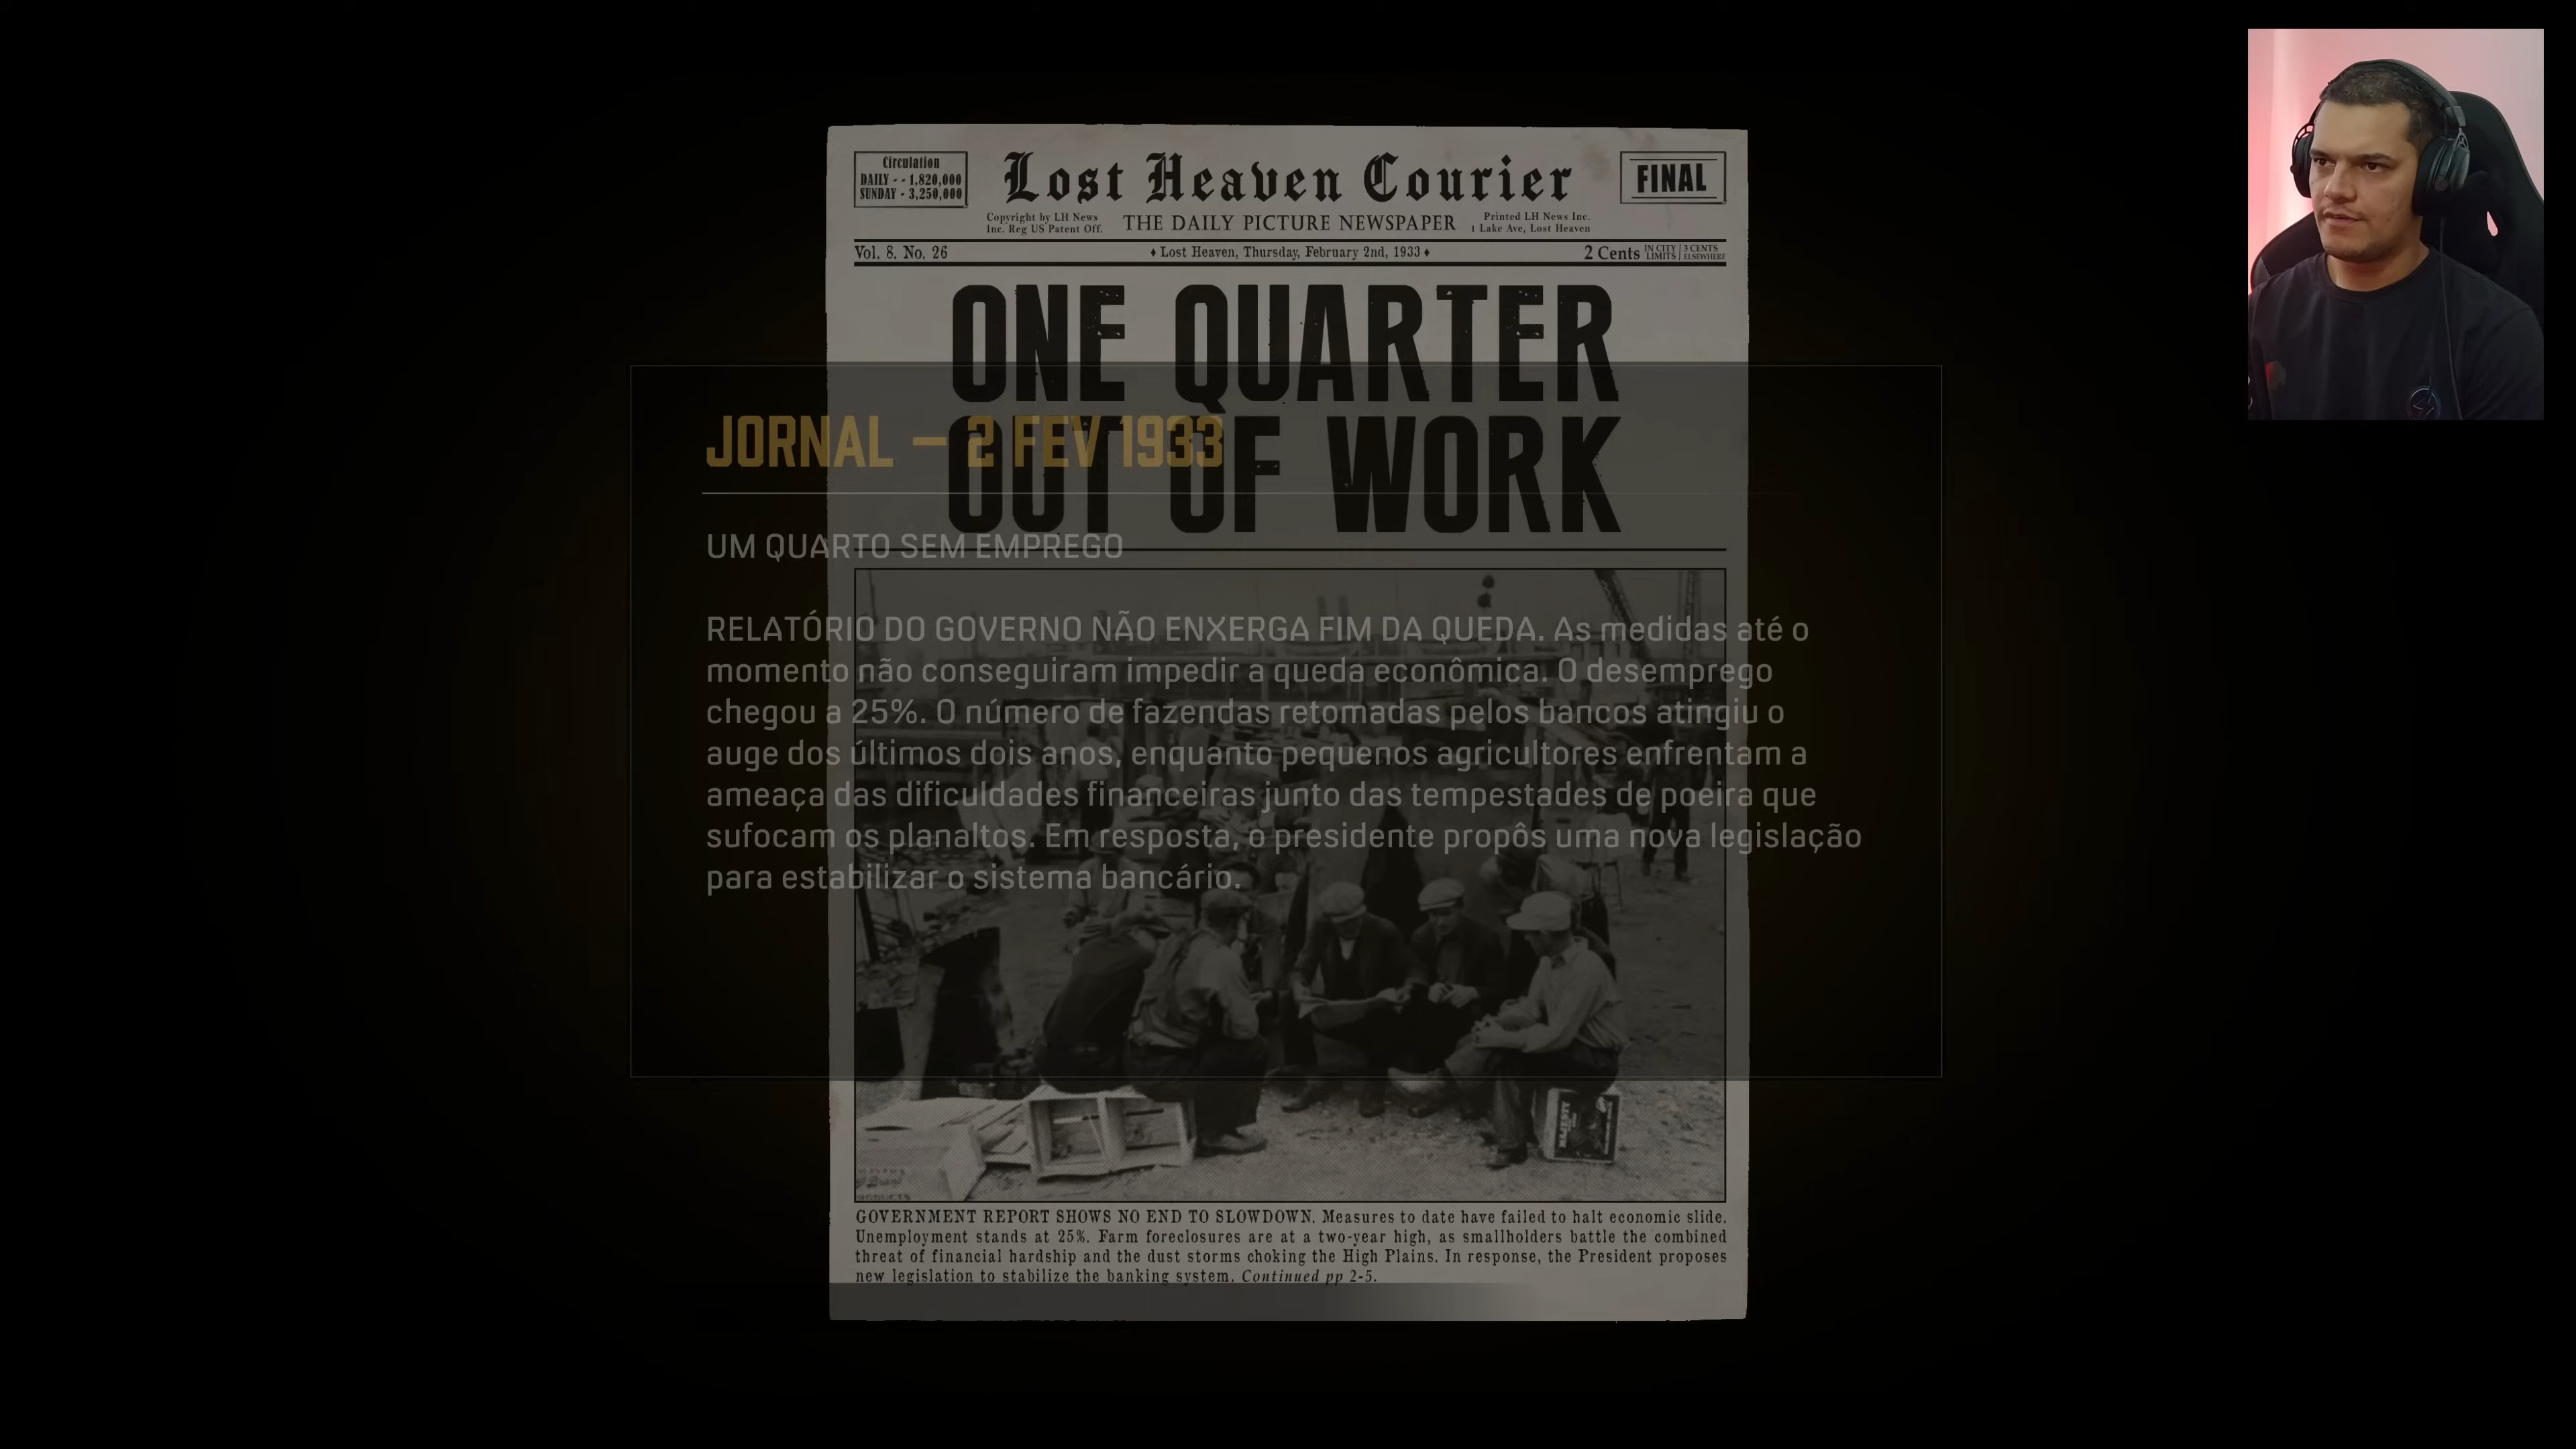 Circulation
DAILY - - 1,820,000
SUNDAY - 3,250,000
Lost Heaven Courier
FINAL
Copyright by LH News
Inc. Reg US Patent Off.
THE DAILY PICTURE NEWSPAPER
Printed LH News Inc.
1 Lake Ave, Lost Heaven
Vol. 8. No. 26
♦ Lost Heaven, Thursday, February 2nd, 1933 ♦
2 Cents
IN CITY LIMITS
3 CENTS ELSEWHERE
ONE QUARTER
OUT OF WORK
JORNAL – 2 FEV 1933
UM QUARTO SEM EMPREGO
RELATÓRIO DO GOVERNO NÃO ENXERGA FIM DA QUEDA. As medidas até o
momento não conseguiram impedir a queda econômica. O desemprego
chegou a 25%. O número de fazendas retomadas pelos bancos atingiu o
auge dos últimos dois anos, enquanto pequenos agricultores enfrentam a
ameaça das dificuldades financeiras junto das tempestades de poeira que
sufocam os planaltos. Em resposta, o presidente propôs uma nova legislação
para estabilizar o sistema bancário.
MAJESTY
GOVERNMENT REPORT SHOWS NO END TO SLOWDOWN. Measures to date have failed to halt economic slide.
Unemployment stands at 25%. Farm foreclosures are at a two-year high, as smallholders battle the combined
threat of financial hardship and the dust storms choking the High Plains. In response, the President proposes
new legislation to stabilize the banking system. Continued pp 2-5.